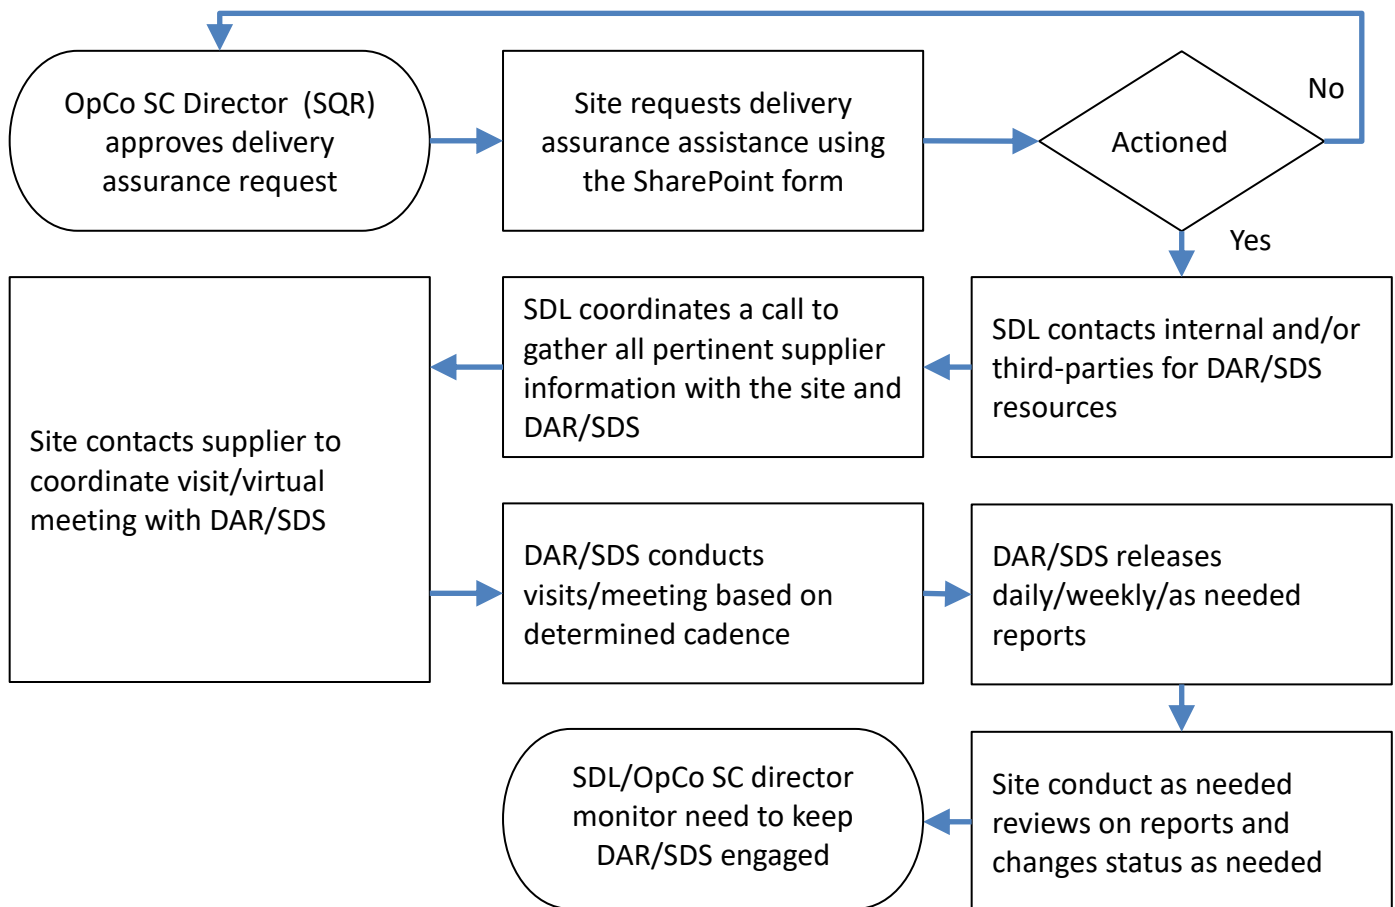 OpCo SC Director  (SQR)
approves delivery
assurance request
Site requests delivery
assurance assistance using
the SharePoint form
Actioned
No
Yes
SDL contacts internal and/or
third-parties for DAR/SDS
resources
SDL coordinates a call to
gather all pertinent supplier
information with the site and
DAR/SDS
Site contacts supplier to
coordinate visit/virtual
meeting with DAR/SDS
DAR/SDS conducts
visits/meeting based on
determined cadence
DAR/SDS releases
daily/weekly/as needed
reports
Site conduct as needed
reviews on reports and
changes status as needed
SDL/OpCo SC director
monitor need to keep
DAR/SDS engaged